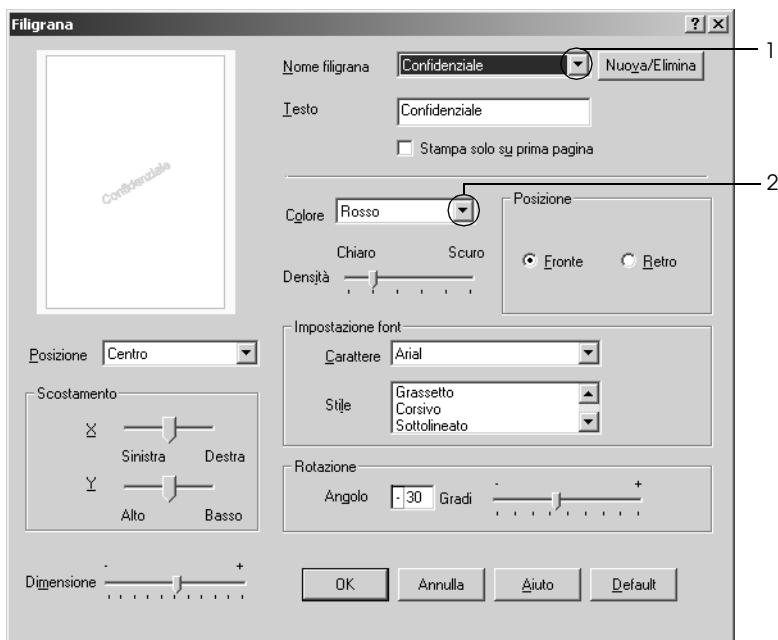 Filigrana
1
Nome filigrana Confidenziale Nuova/Elimina
Testo Confidenziale
Stampa solo su prima pagina
Confidenziale
2
Colore Rosso
Posizione
Chiaro Scuro
Fronte Retro
Densità
Impostazione font
Posizione Centro
Carattere Arial
Scostamento
Stile Grassetto
Corsivo
Sottolineato
X
Sinistra Destra
Rotazione
Y
- +
Angolo - 30 Gradi
Alto Basso
- +
Dimensione
OK Annulla Aiuto Default